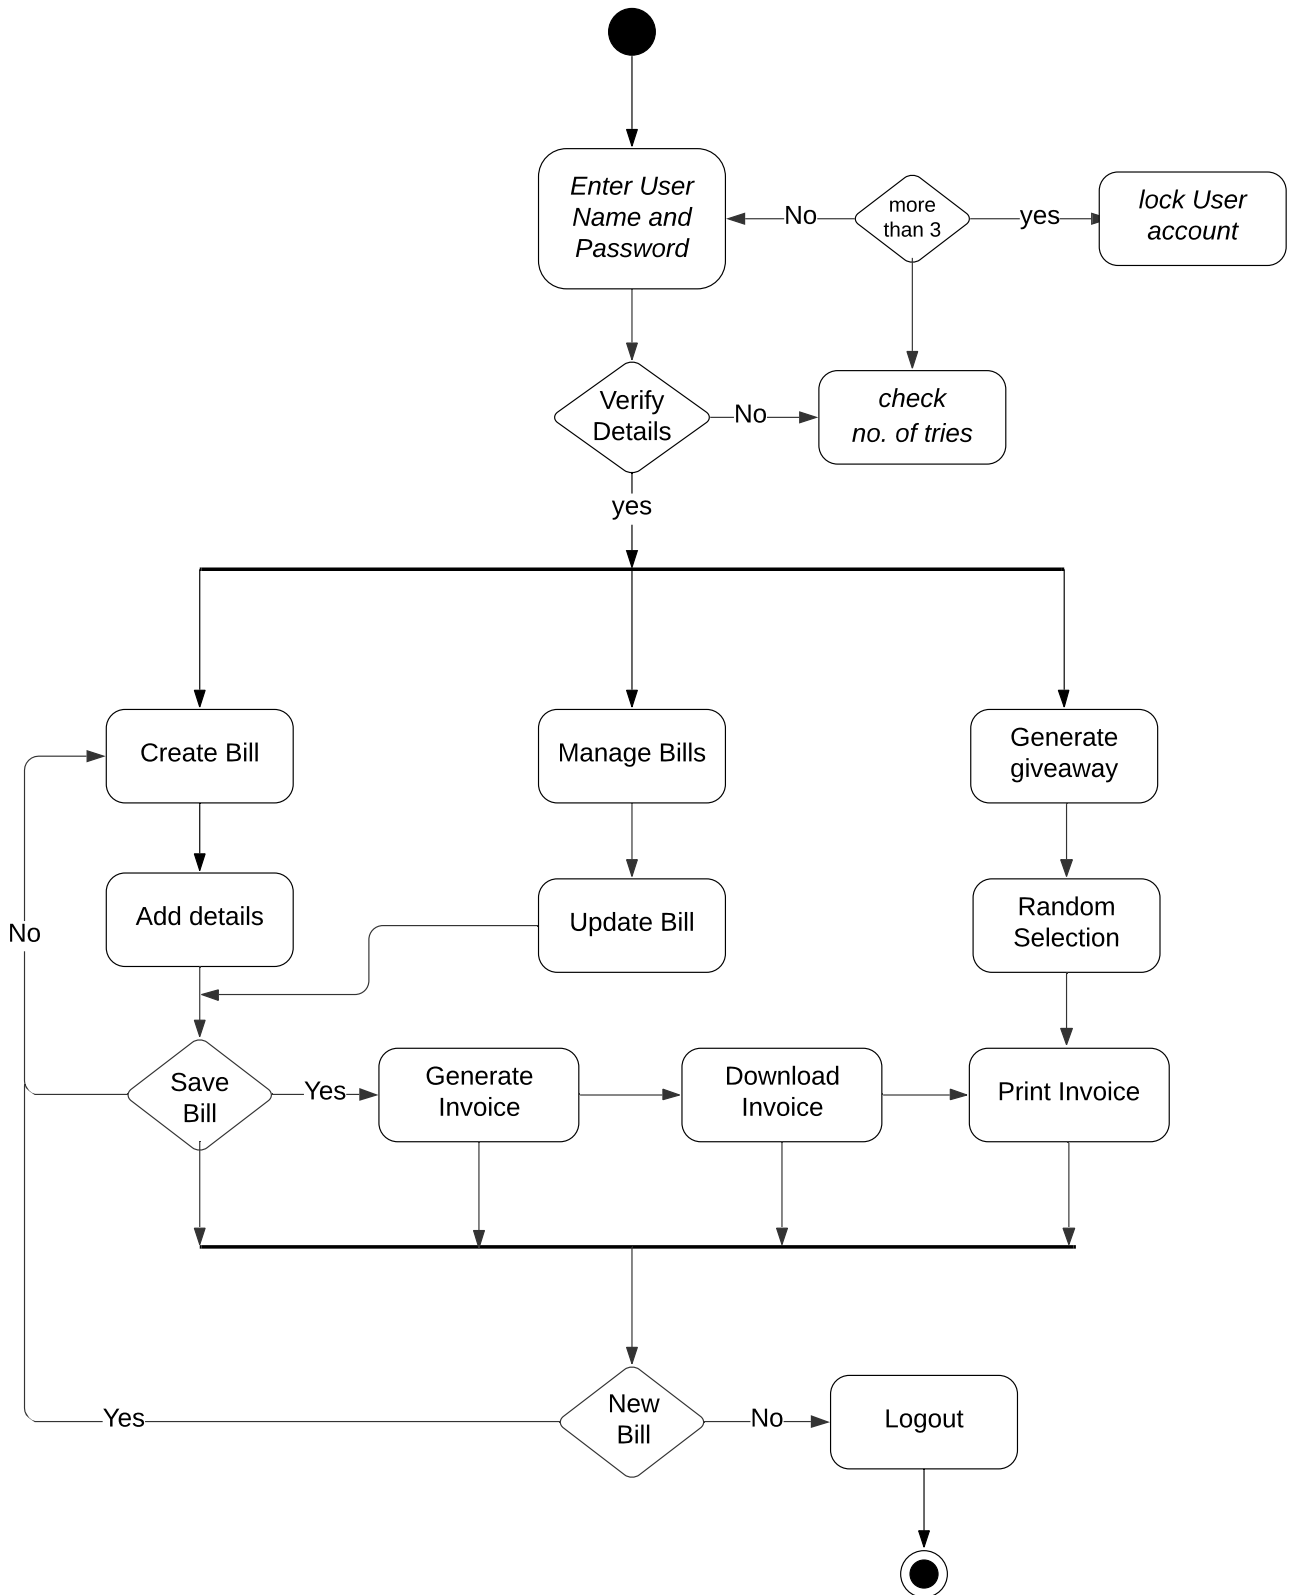 Enter User
Name and
Password
No
more
than 3
yes
lock User
account
Verify
Details
No
check
no. of tries
yes
Create Bill
Manage Bills
Generate
giveaway
Add details
Update Bill
Random
Selection
No
Save
Bill
Yes
Generate
Invoice
Download
Invoice
Print Invoice
Yes
New
Bill
No
Logout